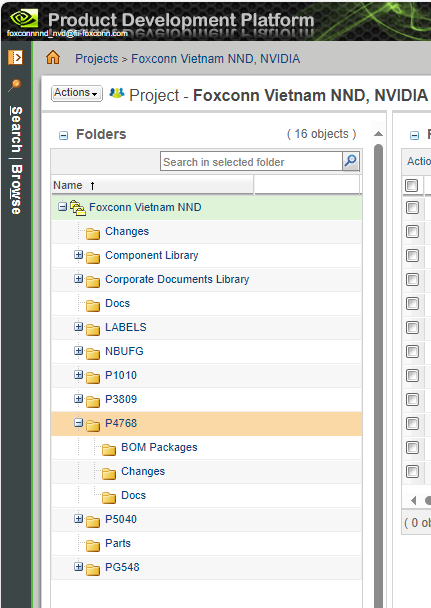 Product Development Platform
foxconnnnd_nvd@fii-foxconn.com
Projects > Foxconn Vietnam NND, NVIDIA
Search | Browse
Actions
Project - Foxconn Vietnam NND, NVIDIA
Folders
( 16 objects )
Search in selected folder
Name ↑
Foxconn Vietnam NND
Changes
Component Library
Corporate Documents Library
Docs
LABELS
NBUFG
P1010
P3809
P4768
BOM Packages
Changes
Docs
P5040
Parts
PG548
F
Actio
( 0 ob